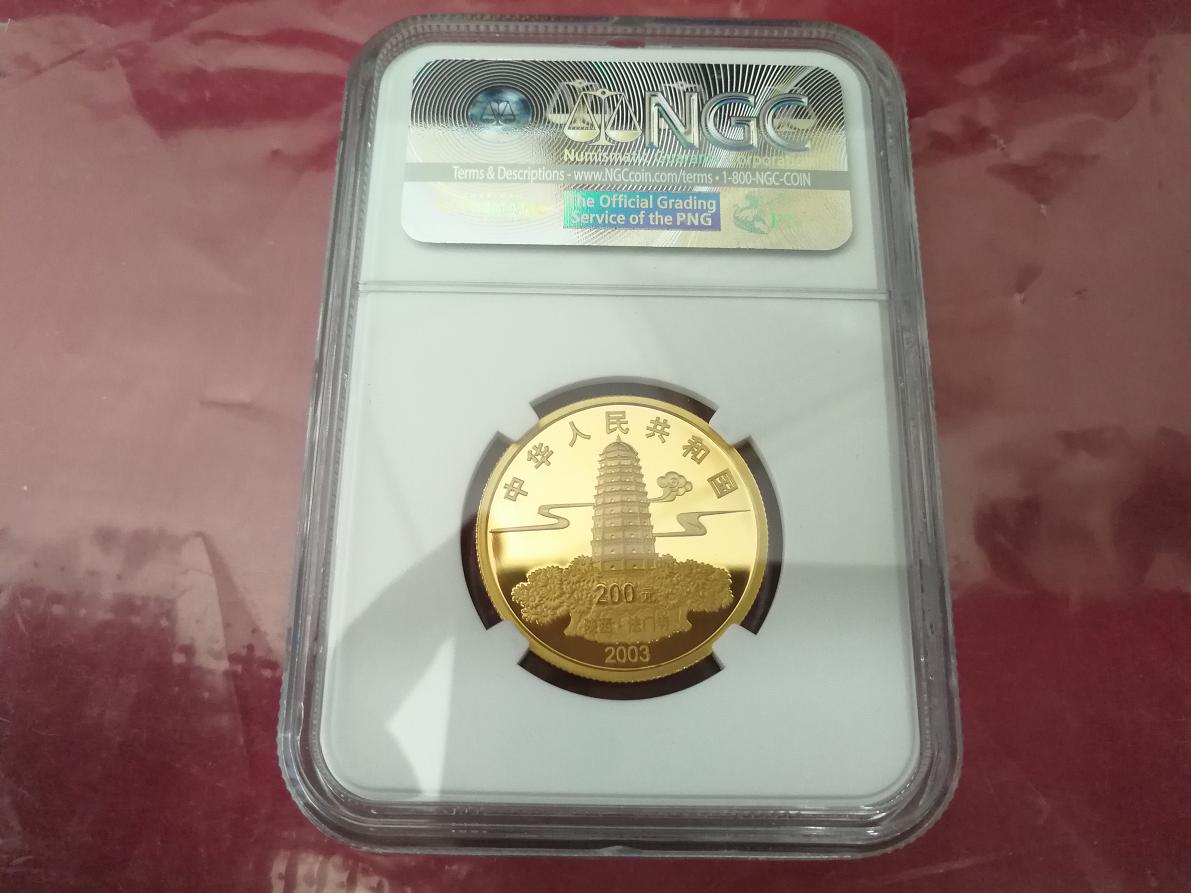 NGC
Numismatic Guaranty Corporation
Terms & Descriptions - www.NGCcoin.com/terms • 1-800-NGC-COIN
The Official Grading
Service of the PNG
中华人民共和国
200元
陕西·法门寺
2003